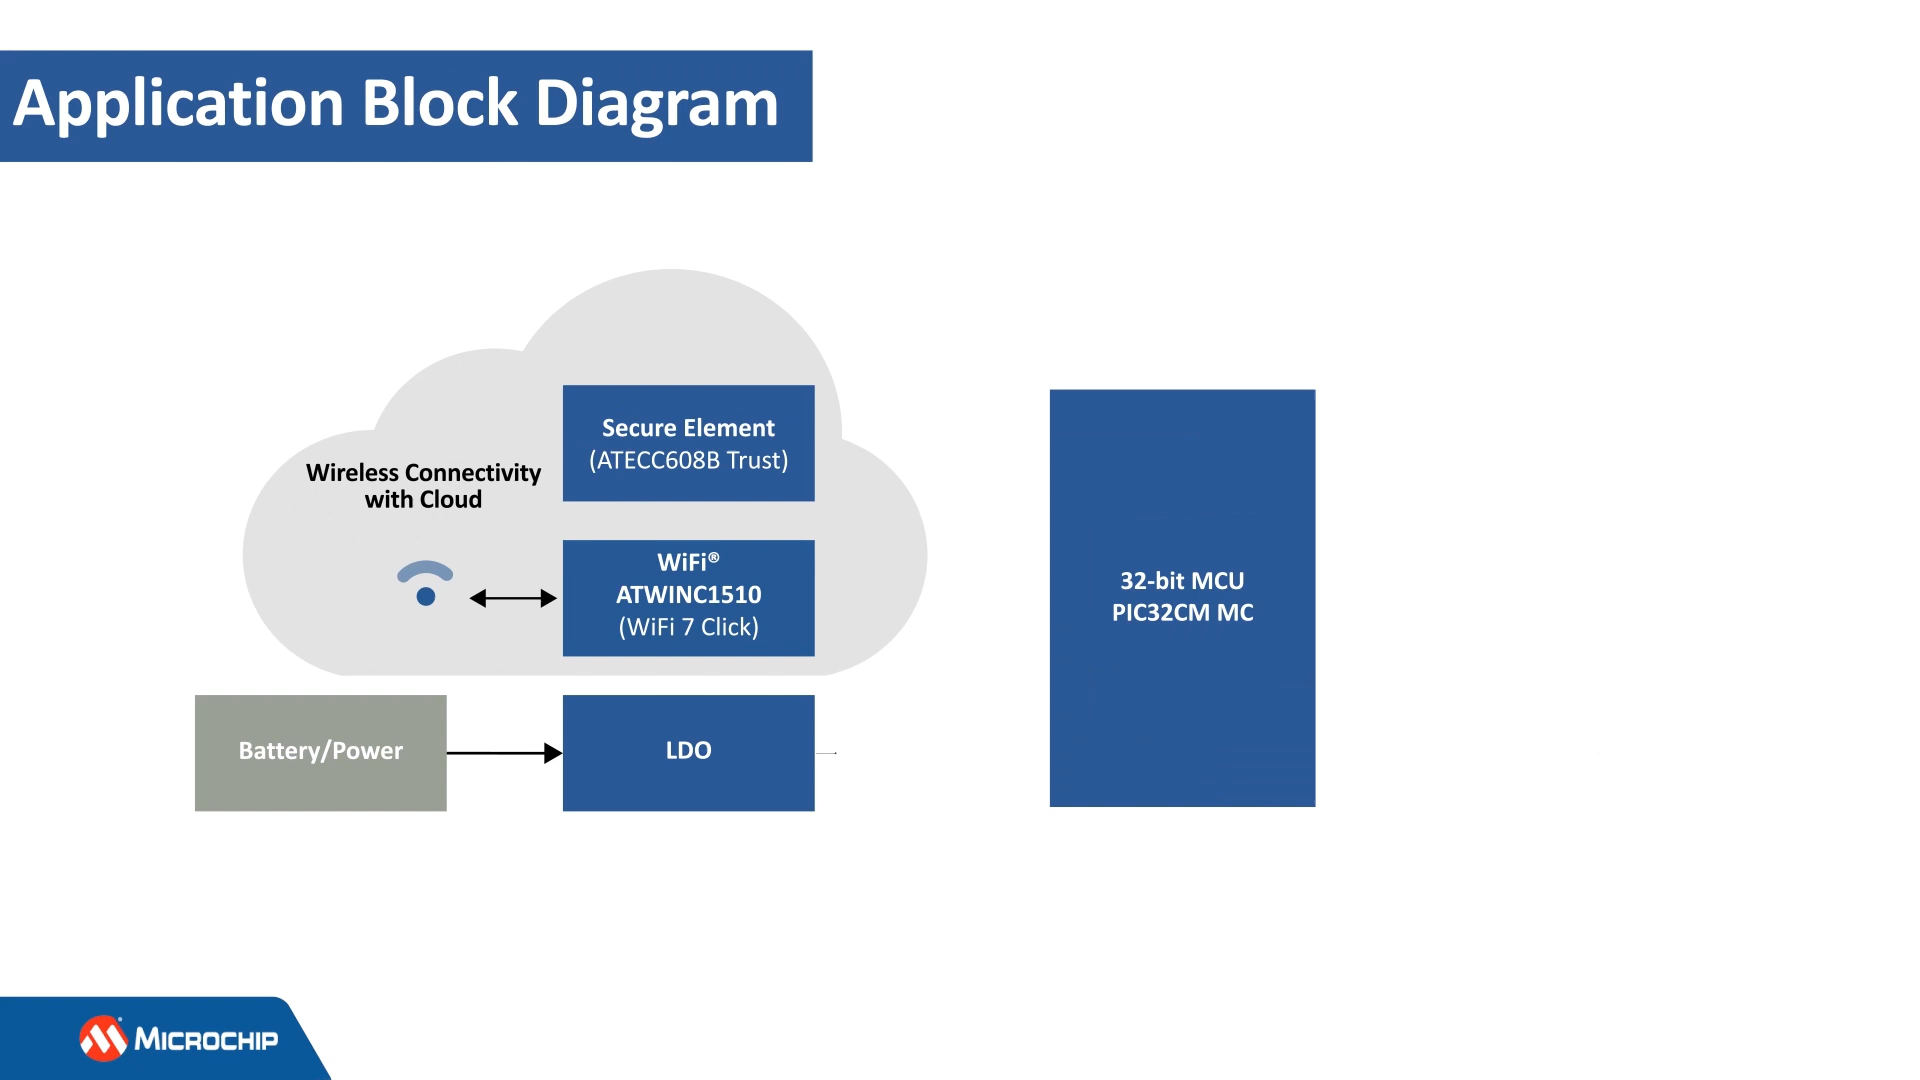 Application Block Diagram
Secure Element
(ATECC608B Trust)
Wireless Connectivity
with Cloud
WiFi®
ATWINC1510
(WiFi 7 Click)
32-bit MCU
PIC32CM MC
Battery/Power
LDO
MICROCHIP